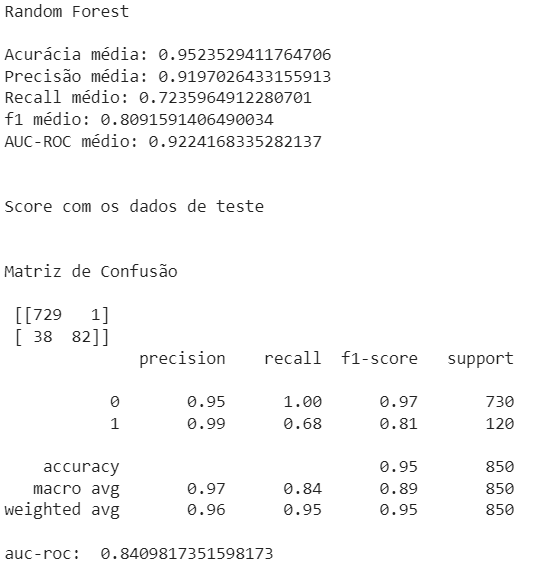 Random Forest
Acurácia média: 0.9523529411764706
Precisão média: 0.9197026433155913
Recall médio: 0.7235964912280701
f1 médio: 0.8091591406490034
AUC-ROC médio: 0.9224168335282137
Score com os dados de teste
Matriz de Confusão
[[729   1]
[ 38  82]]
precision    recall  f1-score   support
0       0.95      1.00      0.97       730
1       0.99      0.68      0.81       120
accuracy                           0.95       850
macro avg       0.97      0.84      0.89       850
weighted avg       0.96      0.95      0.95       850
auc-roc:  0.8409817351598173